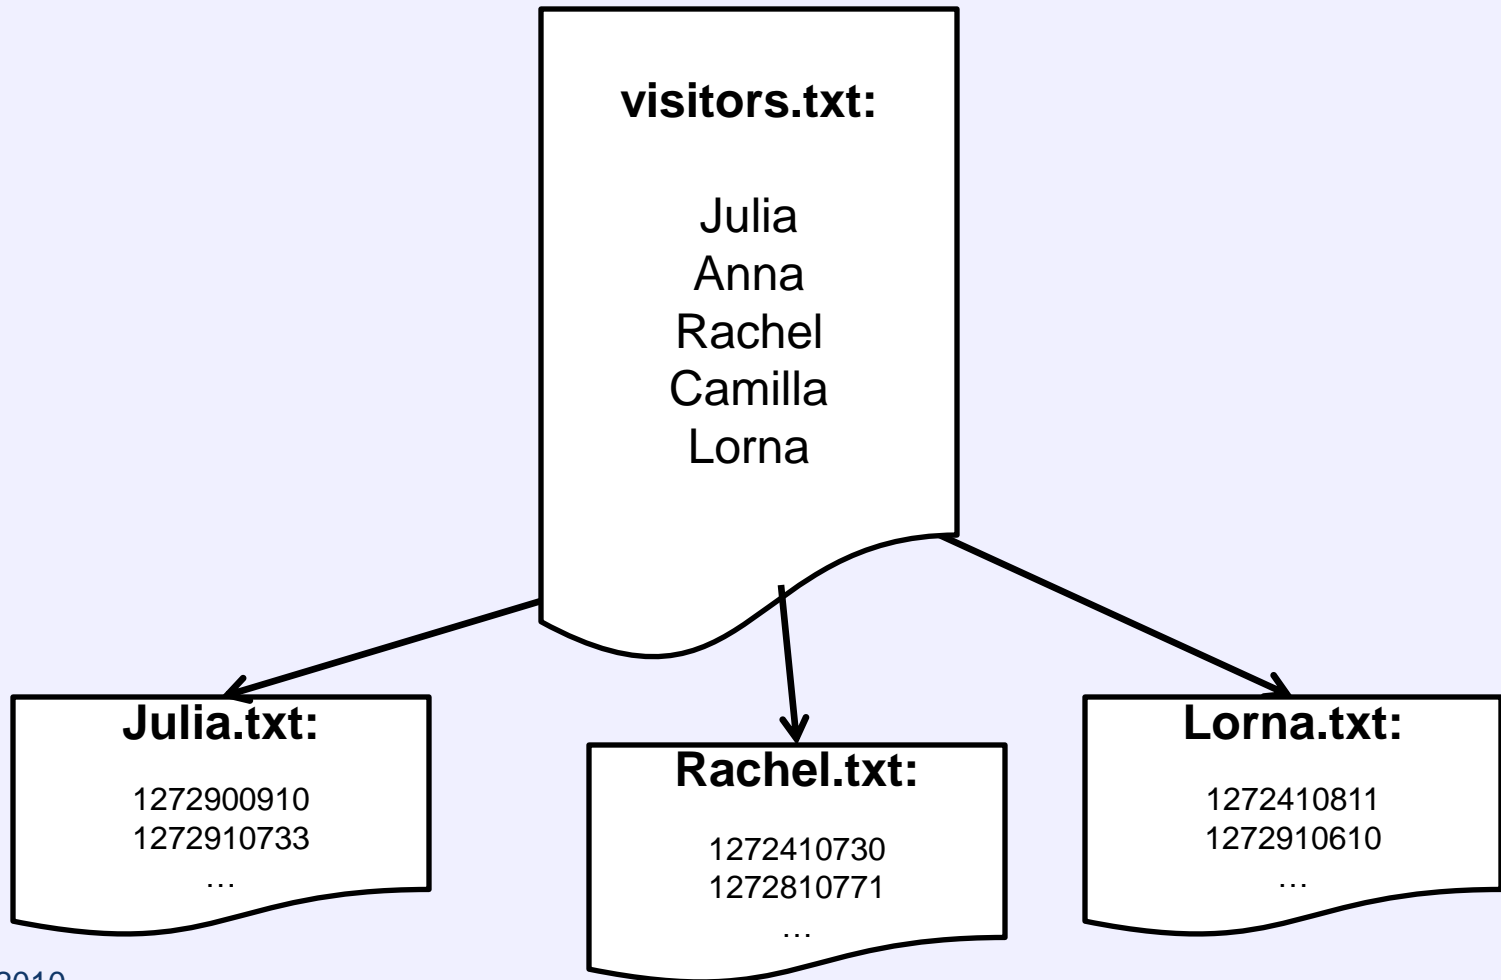 visitors.txt:
Julia
Anna
Rachel
Camilla
Lorna
Julia.txt:
1272900910
1272910733
…
Rachel.txt:
1272410730
1272810771
…
Lorna.txt:
1272410811
1272910610
…
2010